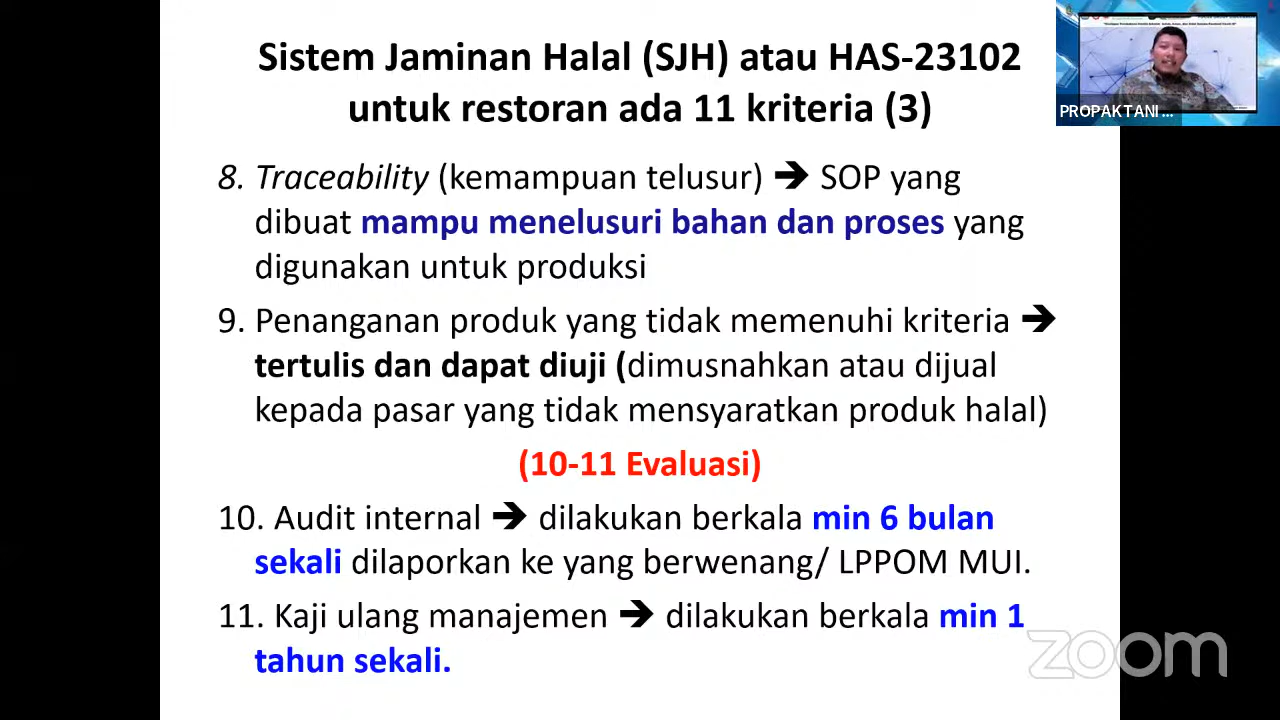 Sistem Jaminan Halal (SJH) atau HAS-23102
untuk restoran ada 11 kriteria (3)
PROPAKTANI ...
8. Traceability (kemampuan telusur) → SOP yang
dibuat mampu menelusuri bahan dan proses yang
digunakan untuk produksi
9. Penanganan produk yang tidak memenuhi kriteria →
tertulis dan dapat diuji (dimusnahkan atau dijual
kepada pasar yang tidak mensyaratkan produk halal)
(10-11 Evaluasi)
10. Audit internal → dilakukan berkala min 6 bulan
sekali dilaporkan ke yang berwenang/ LPPOM MUI.
11. Kaji ulang manajemen → dilakukan berkala min 1
tahun sekali.
zoom